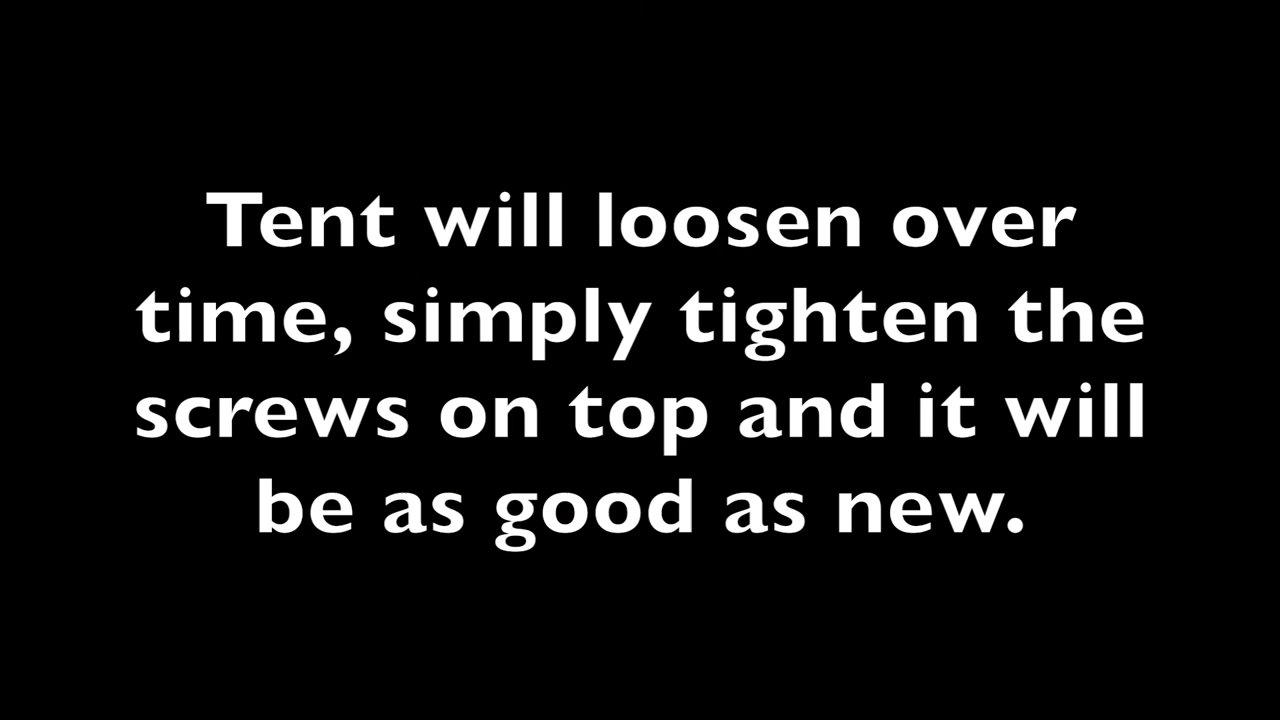 Tent will loosen over
time, simply tighten the
screws on top and it will
be as good as new.